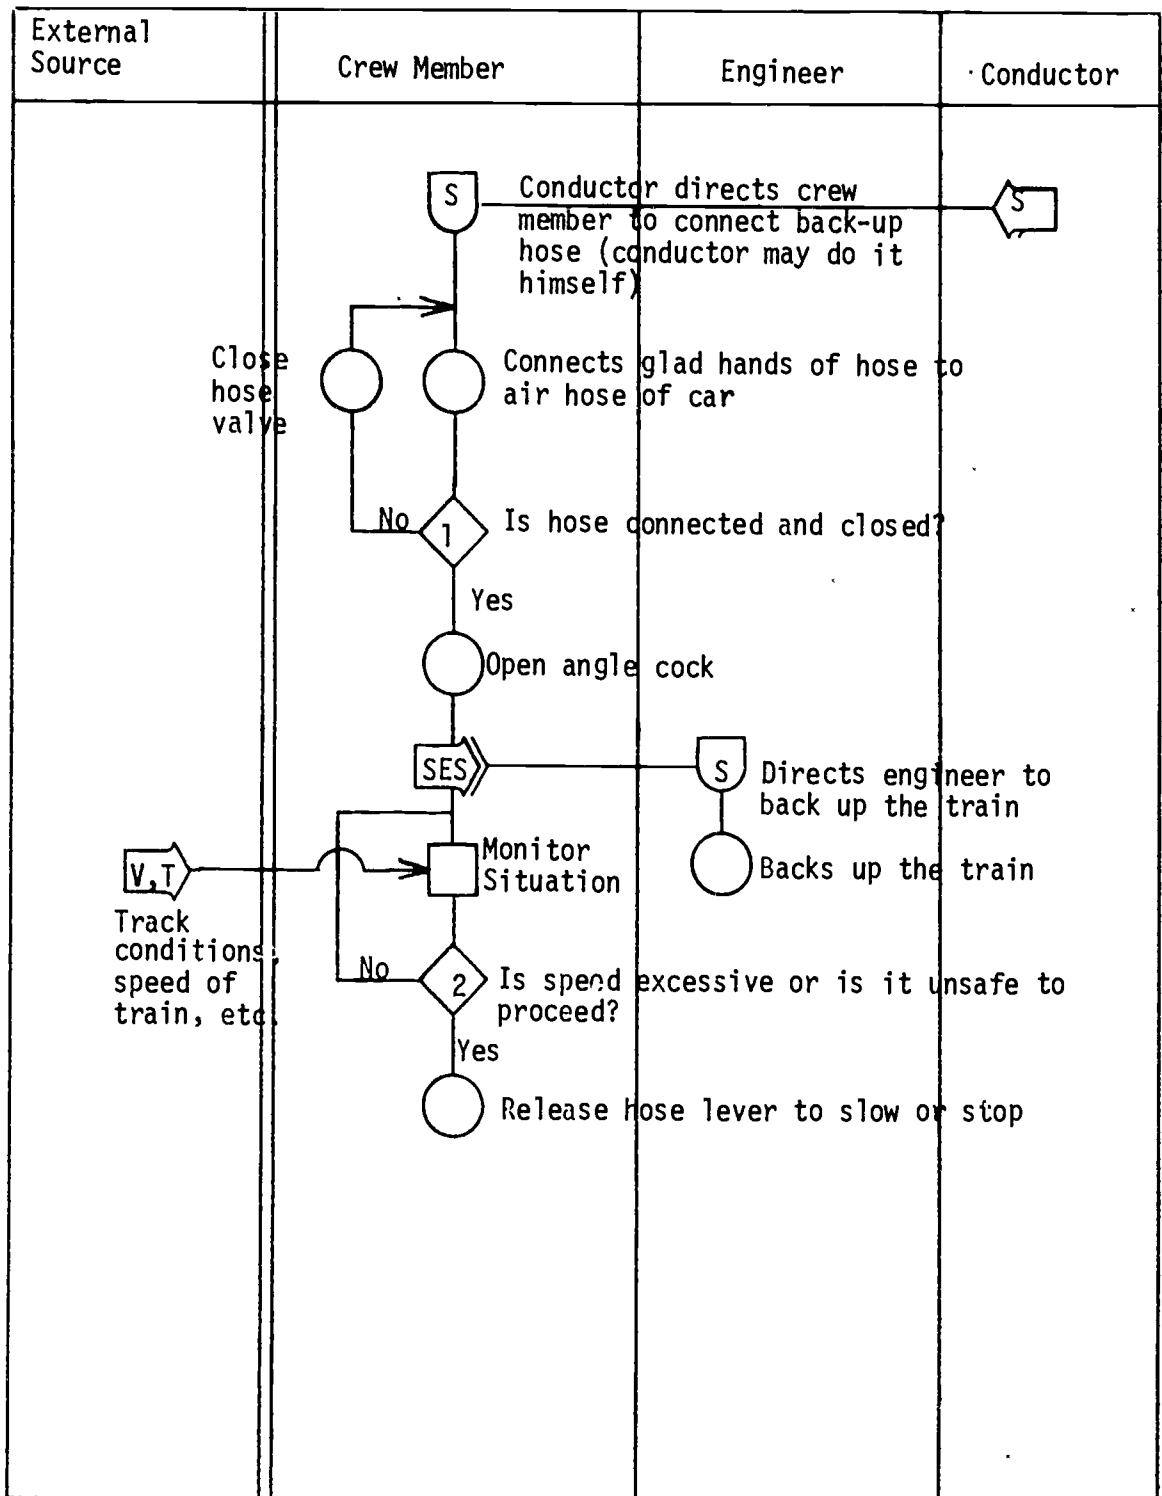 External
Source
Crew Member
Engineer
Conductor
S
Conductor directs crew
member to connect back-up
hose (conductor may do it
himself)
S
Close
hose
valve
Connects glad hands of hose to
air hose of car
No
1
Is hose connected and closed?
Yes
Open angle cock
SES
S
Directs engineer to
back up the train
V,T
Monitor
Situation
Backs up the train
Track
conditions,
speed of
train, etc.
No
2
Is speed excessive or is it unsafe to
proceed?
Yes
Release hose lever to slow or stop